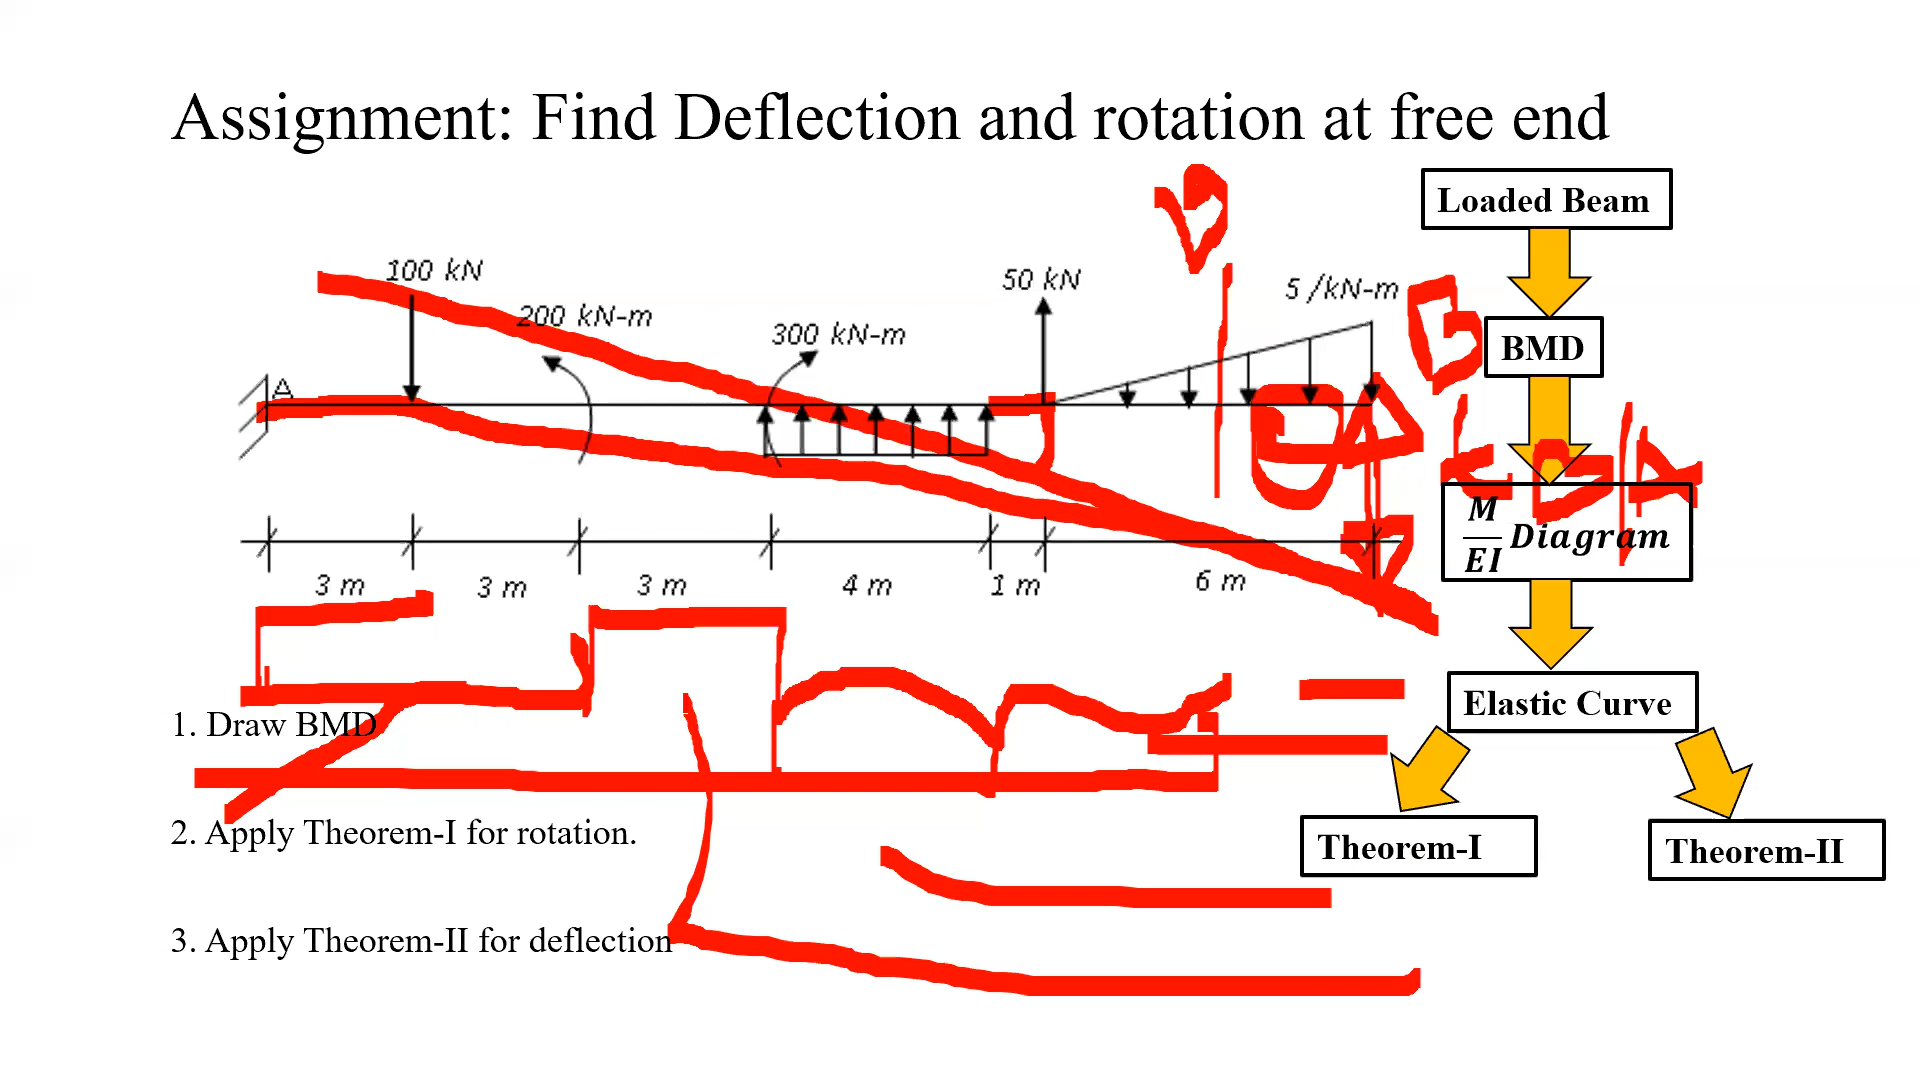 Assignment: Find Deflection and rotation at free end
Loaded Beam
100 kN
50 kN
5 /kN-m
200 kN-m
300 kN-m
BMD
A
M
EI
Diagram
3 m
3 m
3 m
4 m
1 m
6 m
Elastic Curve
1. Draw BMD
2. Apply Theorem-I for rotation.
Theorem-I
Theorem-II
3. Apply Theorem-II for deflection